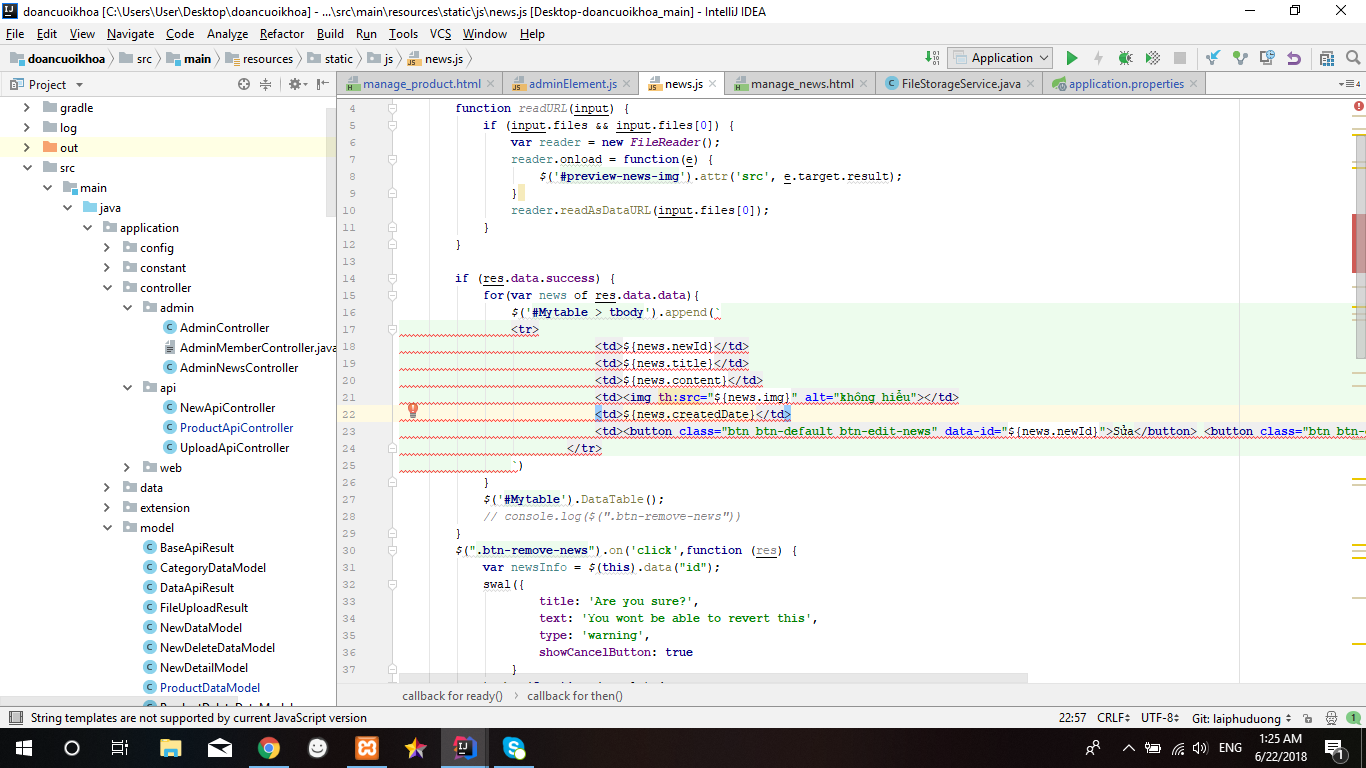 doancuoikhoa [C:\Users\User\Desktop\doancuoikhoa] - ...\src\main\resources\static\js\news.js [Desktop-doancuoikhoa_main] - IntelliJ IDEA
File Edit View Navigate Code Analyze Refactor Build Run Tools VCS Window Help
doancuoikhoa src main resources static js news.js Application
Project manage_product.html adminElement.js news.js manage_news.html FileStorageService.java application.properties
gradle
log
out
src
main
java
application
config
constant
controller
admin
AdminController
AdminMemberController.java
AdminNewsController
api
NewApiController
ProductApiController
UploadApiController
web
data
extension
model
BaseApiResult
CategoryDataModel
DataApiResult
FileUploadResult
NewDataModel
NewDeleteDataModel
NewDetailModel
ProductDataModel
4 function readURL(input) {
5 if (input.files && input.files[0]) {
6 var reader = new FileReader();
7 reader.onload = function(e) {
8 $('#preview-news-img').attr('src', e.target.result);
9 }
10 reader.readAsDataURL(input.files[0]);
11 }
12 }
13
14 if (res.data.success) {
15 for(var news of res.data.data){
16 $('#Mytable > tbody').append(`
17 <tr>
18 <td>${news.newId}</td>
19 <td>${news.title}</td>
20 <td>${news.content}</td>
21 <td><img th:src="${news.img}" alt="không hiểu"></td>
22 <td>${news.createdDate}</td>
23 <td><button class="btn btn-default btn-edit-news" data-id="${news.newId}">Sửa</button> <button class="btn btn-
24 </tr>
25 `)
26 }
27 $('#Mytable').DataTable();
28 // console.log($(".btn-remove-news"))
29 }
30 $(".btn-remove-news").on('click',function (res) {
31 var newsInfo = $(this).data("id");
32 swal({
33 title: 'Are you sure?',
34 text: 'You wont be able to revert this',
35 type: 'warning',
36 showCancelButton: true
37 }
callback for ready() callback for then()
String templates are not supported by current JavaScript version 22:57 CRLF UTF-8 Git: laiphuduong 1
ENG 1:25 AM
6/22/2018 1